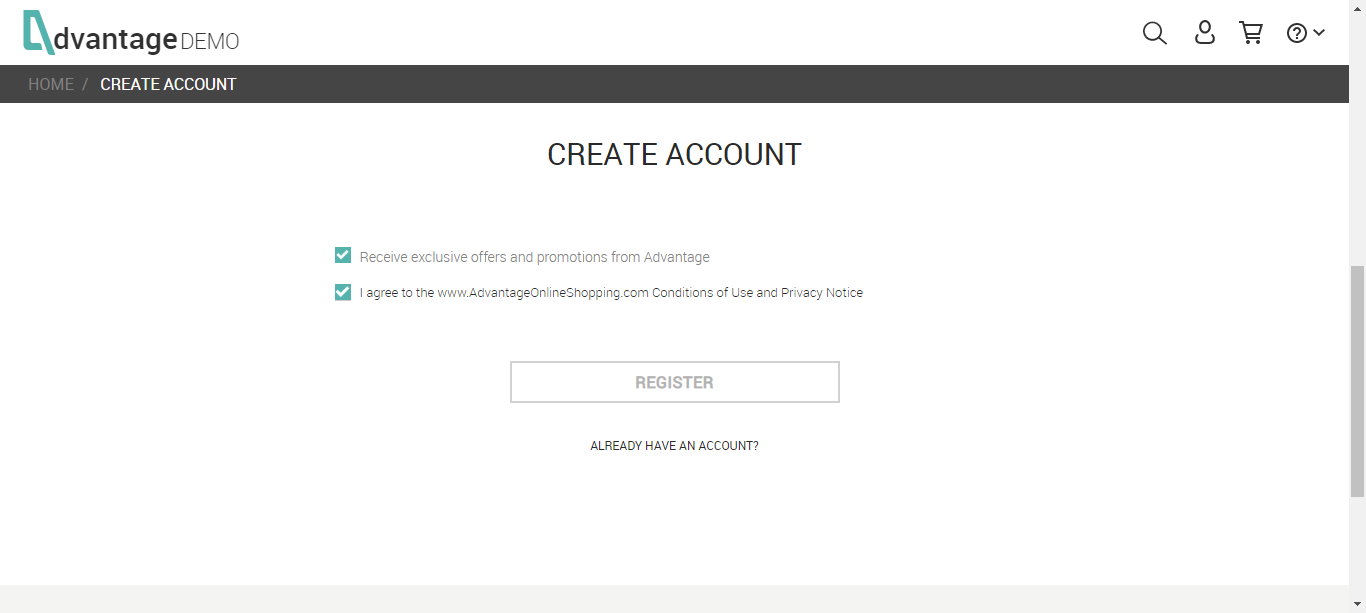 dvantage DEMO
HOME / CREATE ACCOUNT
CREATE ACCOUNT
Receive exclusive offers and promotions from Advantage
I agree to the www.AdvantageOnlineShopping.com Conditions of Use and Privacy Notice
REGISTER
ALREADY HAVE AN ACCOUNT?